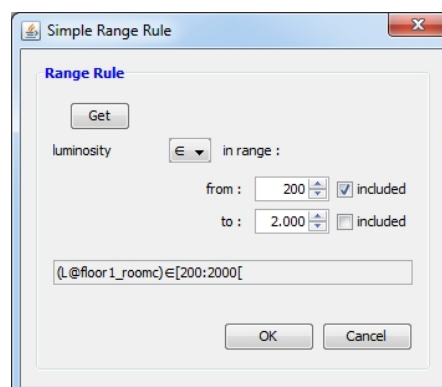 Simple Range Rule
Range Rule
Get
luminosity ∈ in range :
from : 200 included
to : 2.000 included
(L@floor1_roomc)∈[200:2000[
OK Cancel